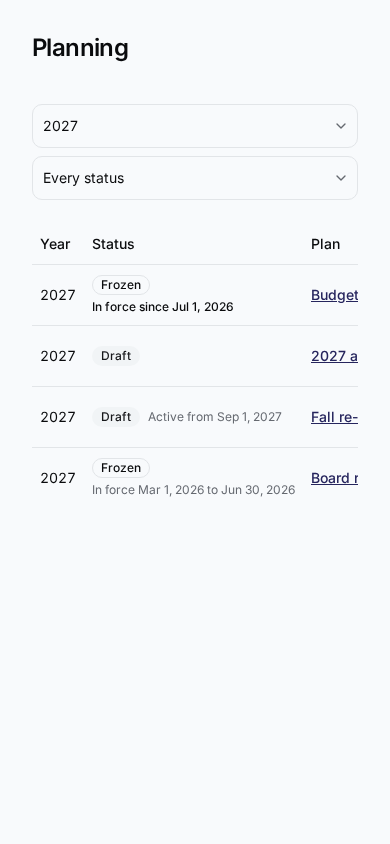 Planning
2027
Every status
Year Status Plan
2027 Frozen Budget
In force since Jul 1, 2026
2027 Draft 2027 a
2027 Draft Active from Sep 1, 2027 Fall re-
2027 Frozen Board
In force Mar 1, 2026 to Jun 30, 2026